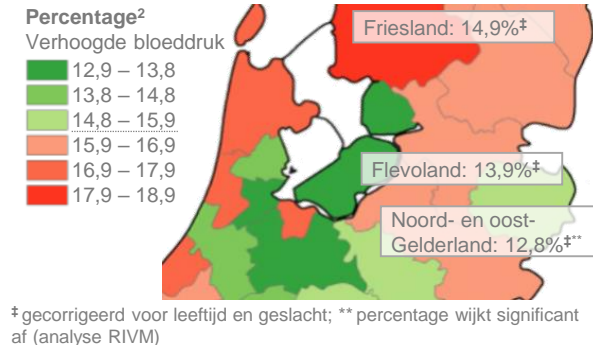 Percentage²
Verhoogde bloeddruk
12,9 – 13,8
13,8 – 14,8
14,8 – 15,9
15,9 – 16,9
16,9 – 17,9
17,9 – 18,9
Friesland: 14,9%‡
Flevoland: 13,9%‡
Noord- en oost-
Gelderland: 12,8%‡**
‡ gecorrigeerd voor leeftijd en geslacht; ** percentage wijkt significant
af (analyse RIVM)